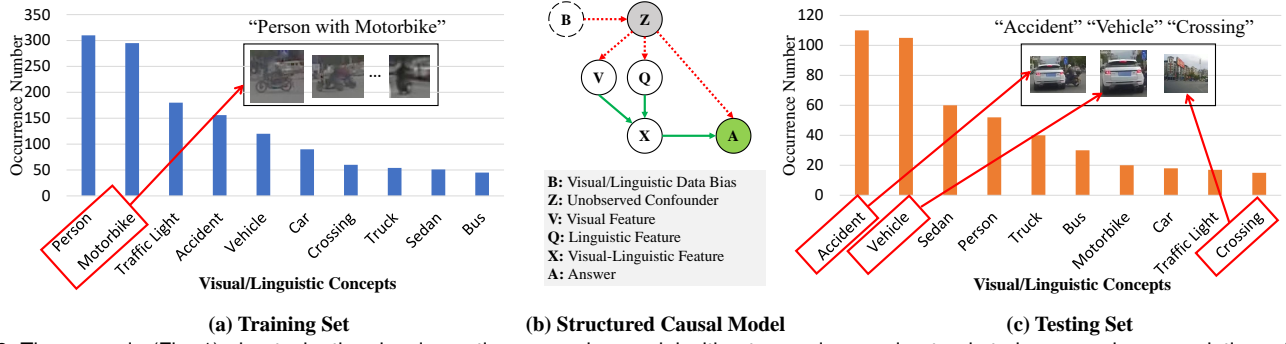 350
300
250
200
150
100
50
0
Occurrence Number
"Person with Motorbike"
...
Person
Motorbike
Traffic Light
Accident
Vehicle
Car
Crossing
Truck
Sedan
Bus
Visual/Linguistic Concepts
(a) Training Set
B
Z
V
Q
X
A
B: Visual/Linguistic Data Bias
Z: Unobserved Confounder
V: Visual Feature
Q: Linguistic Feature
X: Visual-Linguistic Feature
A: Answer
(b) Structured Causal Model
120
100
80
60
40
20
0
Occurrence Number
"Accident" "Vehicle" "Crossing"
Accident
Vehicle
Sedan
Person
Truck
Bus
Motorbike
Car
Traffic Light
Crossing
Visual/Linguistic Concepts
(c) Testing Set